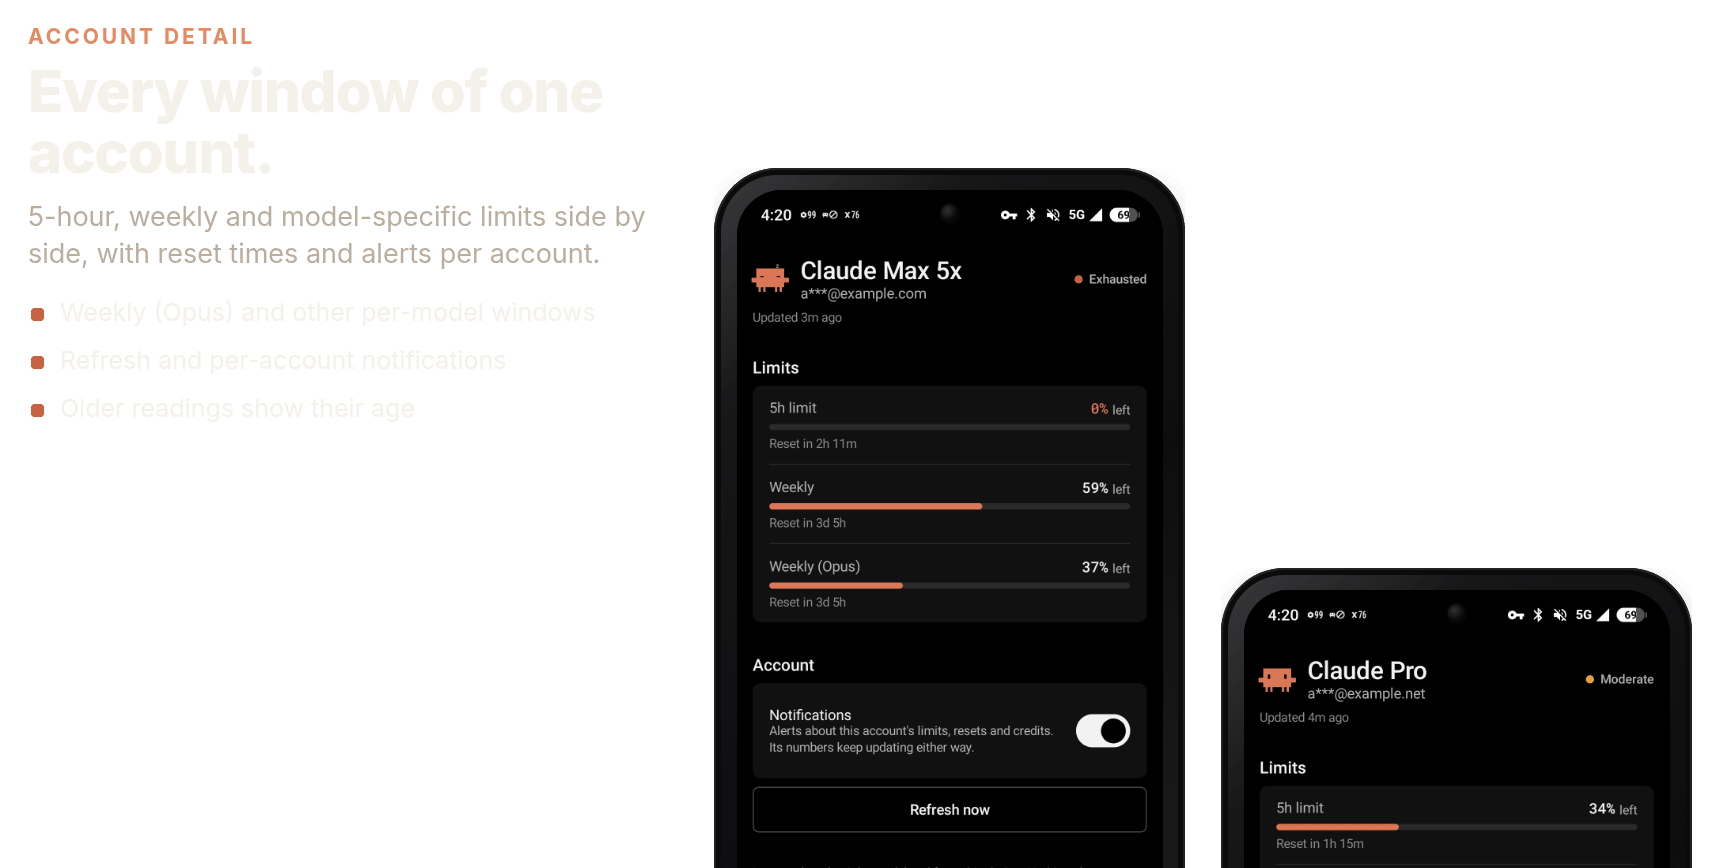 ACCOUNT DETAIL
Every window of one
account.
5-hour, weekly and model-specific limits side by
side, with reset times and alerts per account.
Weekly (Opus) and other per-model windows
Refresh and per-account notifications
Older readings show their age
4:20 99 76 5G 69
Claude Max 5x
a***@example.com
Exhausted
Updated 3m ago
Limits
5h limit 0% left
Reset in 2h 11m
Weekly 59% left
Reset in 3d 5h
Weekly (Opus) 37% left
Reset in 3d 5h
Account
Notifications
Alerts about this account's limits, resets and credits.
Its numbers keep updating either way.
Refresh now
4:20 99 76 5G 69
Claude Pro
a***@example.net
Moderate
Updated 4m ago
Limits
5h limit 34% left
Reset in 1h 15m